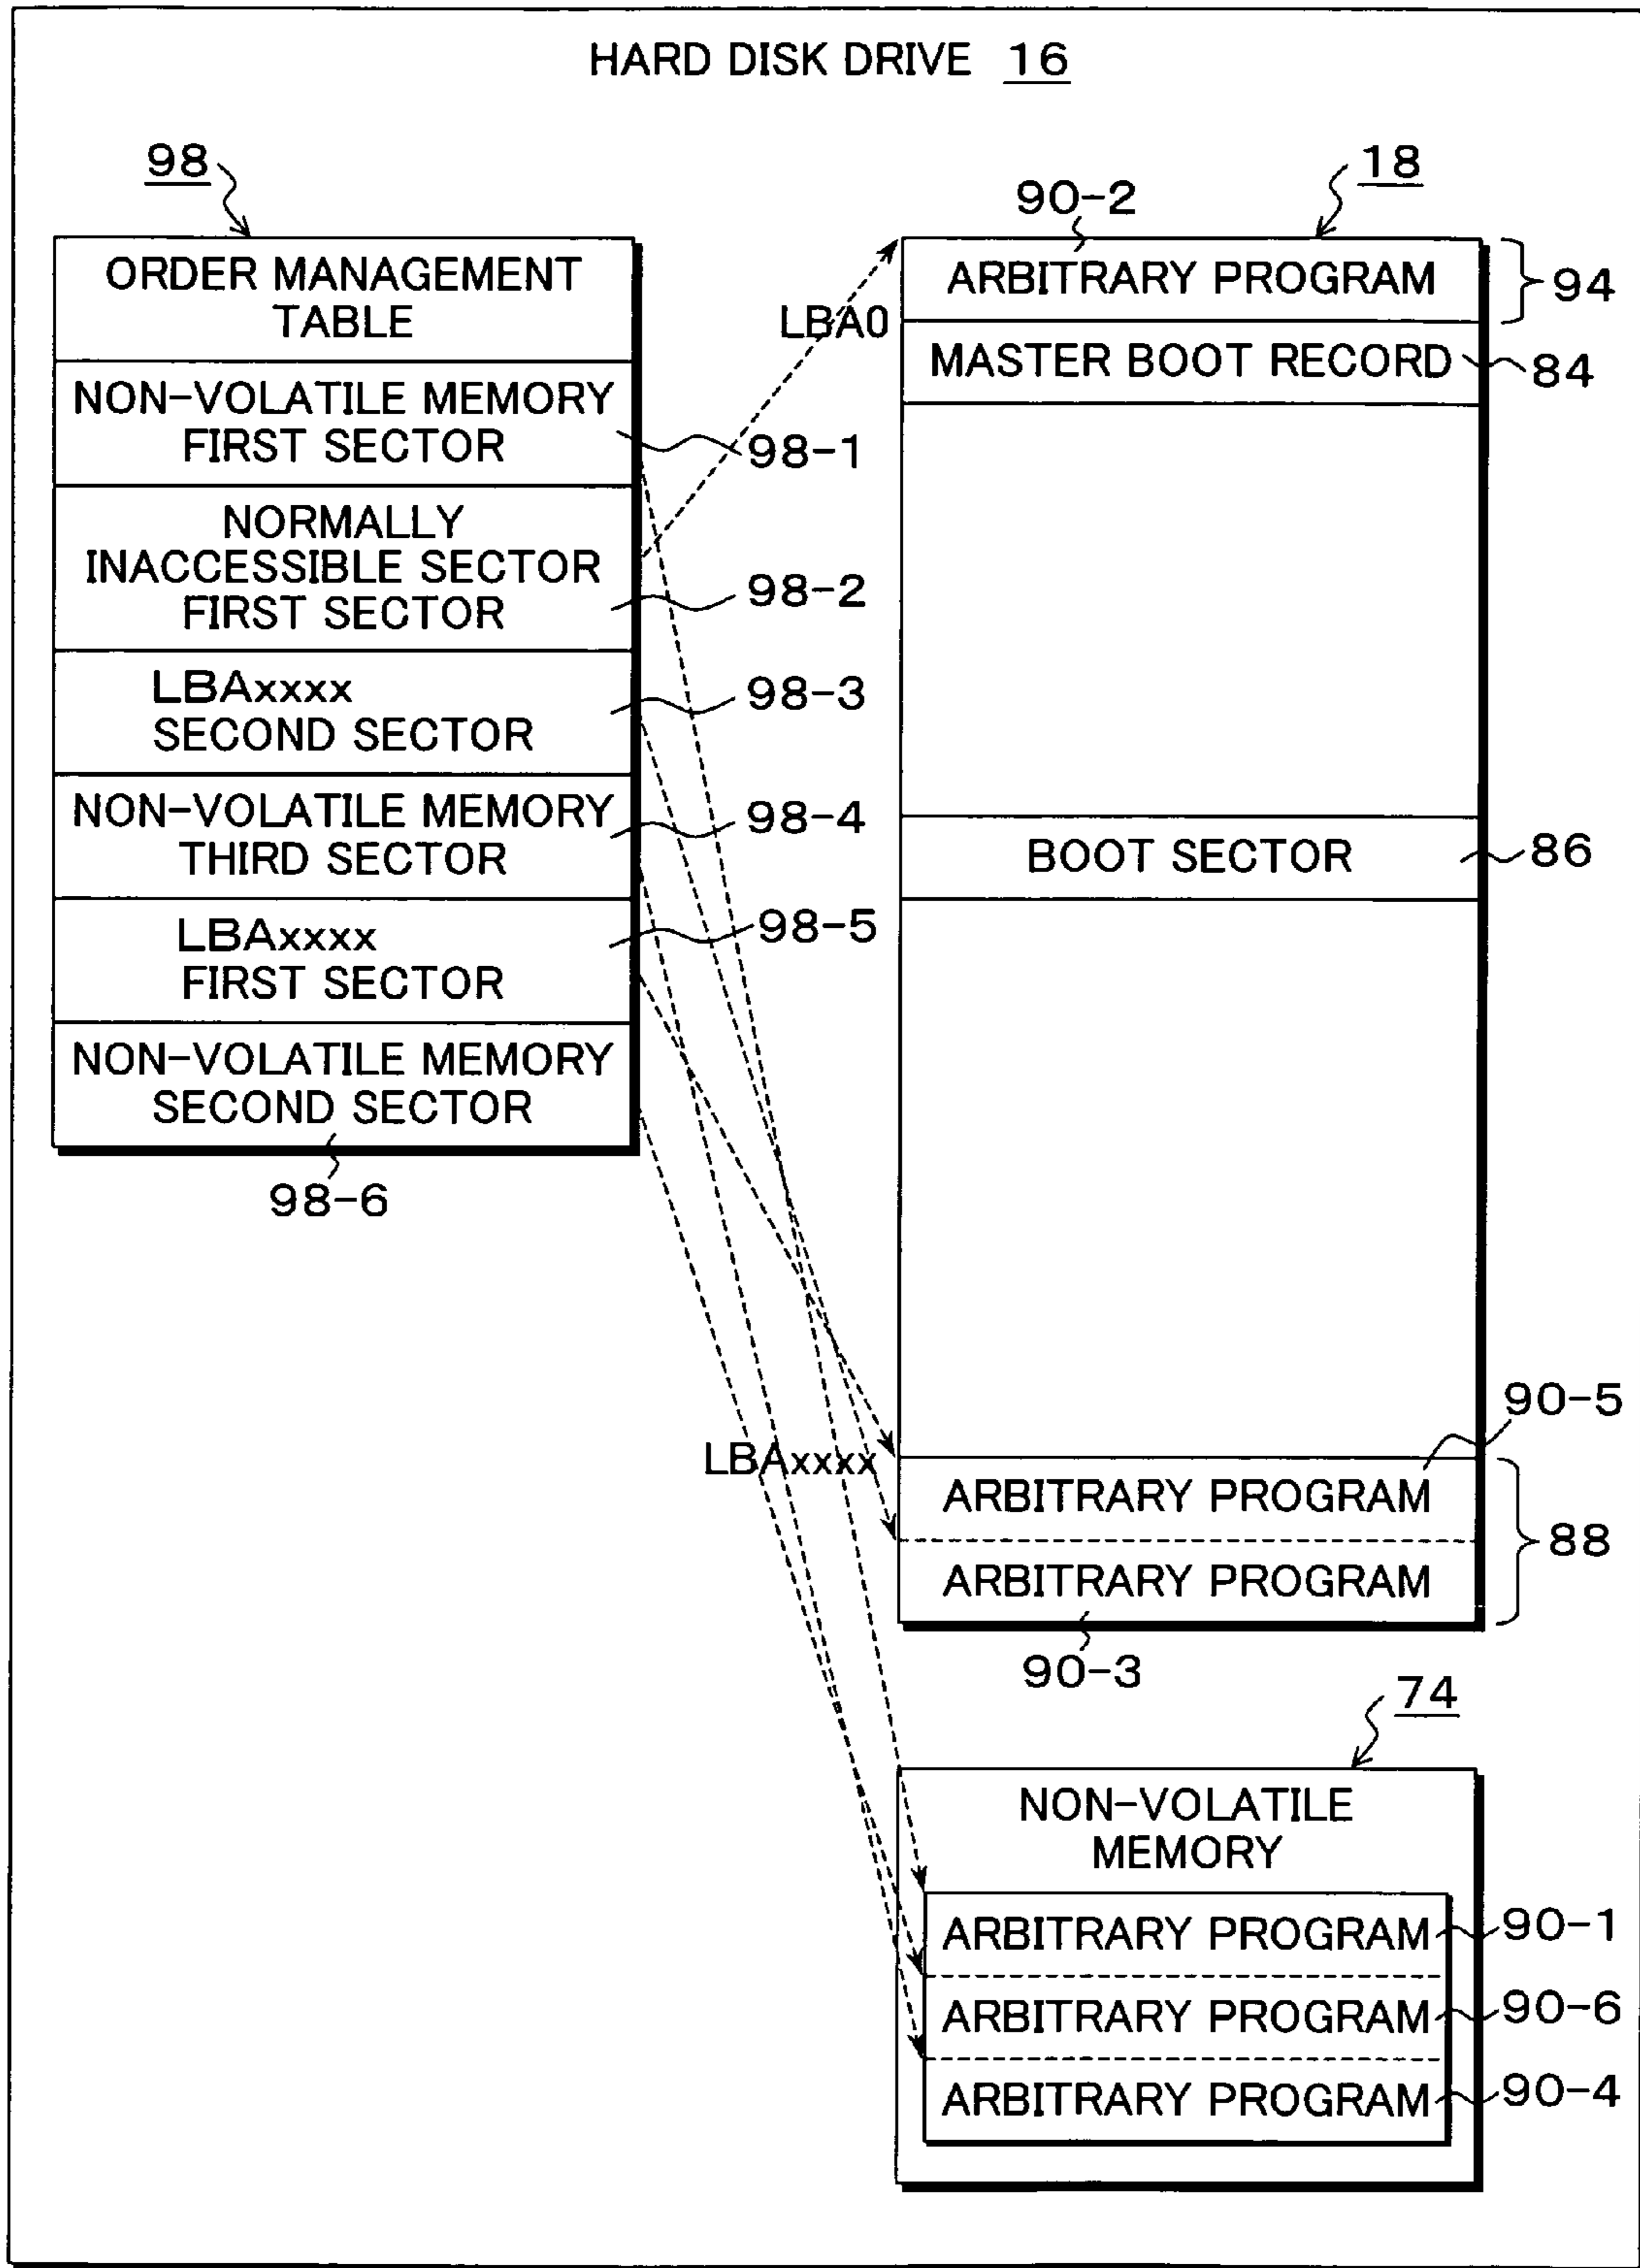 HARD DISK DRIVE 16
98
ORDER MANAGEMENT
TABLE
NON-VOLATILE MEMORY
FIRST SECTOR
98-1
NORMALLY
INACCESSIBLE SECTOR
FIRST SECTOR
98-2
LBAxxxx
SECOND SECTOR
98-3
NON-VOLATILE MEMORY
THIRD SECTOR
98-4
LBAxxxx
FIRST SECTOR
98-5
NON-VOLATILE MEMORY
SECOND SECTOR
98-6
18
90-2
ARBITRARY PROGRAM
94
LBA0
MASTER BOOT RECORD
84
BOOT SECTOR
86
90-5
LBAxxxx
ARBITRARY PROGRAM
88
ARBITRARY PROGRAM
90-3
74
NON-VOLATILE
MEMORY
ARBITRARY PROGRAM
90-1
ARBITRARY PROGRAM
90-6
ARBITRARY PROGRAM
90-4